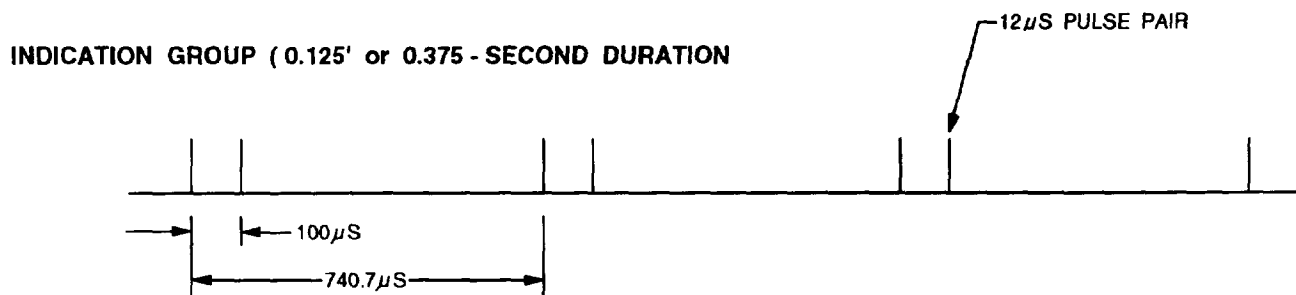 12μS PULSE PAIR
INDICATION GROUP ( 0.125' or 0.375 - SECOND DURATION
100μS
740.7μS